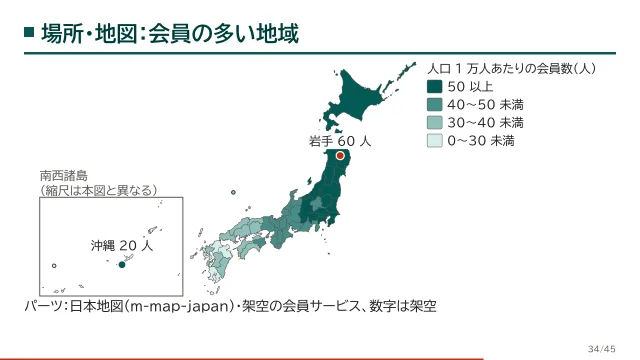 場所・地図：会員の多い地域
人口 1 万人あたりの会員数（人）
50 以上
40～50 未満
30～40 未満
0～30 未満
岩手 60 人
南西諸島
（縮尺は本図と異なる）
沖縄 20 人
パーツ：日本地図（m-map-japan）・架空の会員サービス、数字は架空
34/45